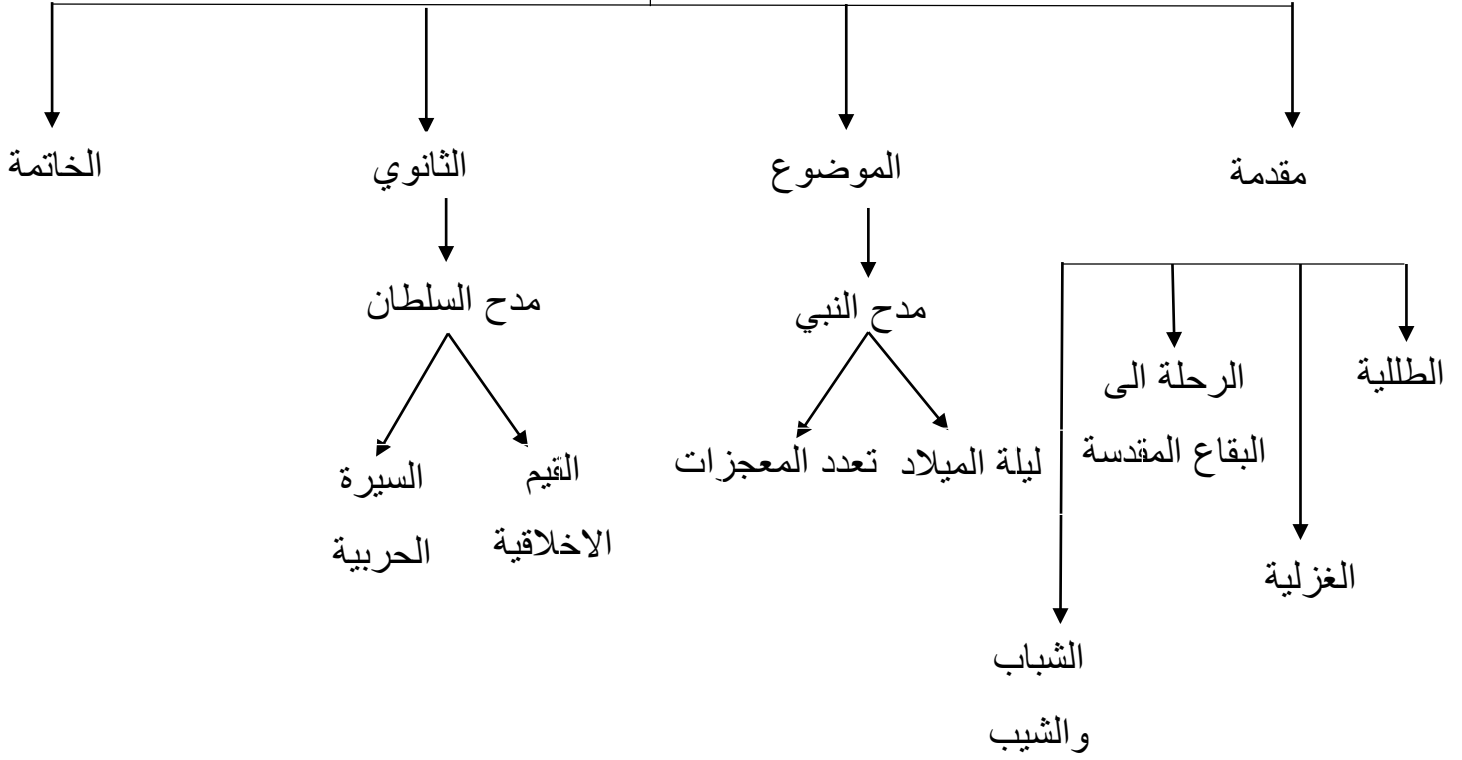 مقدمة
الموضوع
الثانوي
الخاتمة
مدح النبي
مدح السلطان
الطللية
الرحلة الى
البقاع المقدسة
الغزلية
الشباب
والشيب
ليلة الميلاد
تعدد المعجزات
القيم
الاخلاقية
السيرة
الحربية